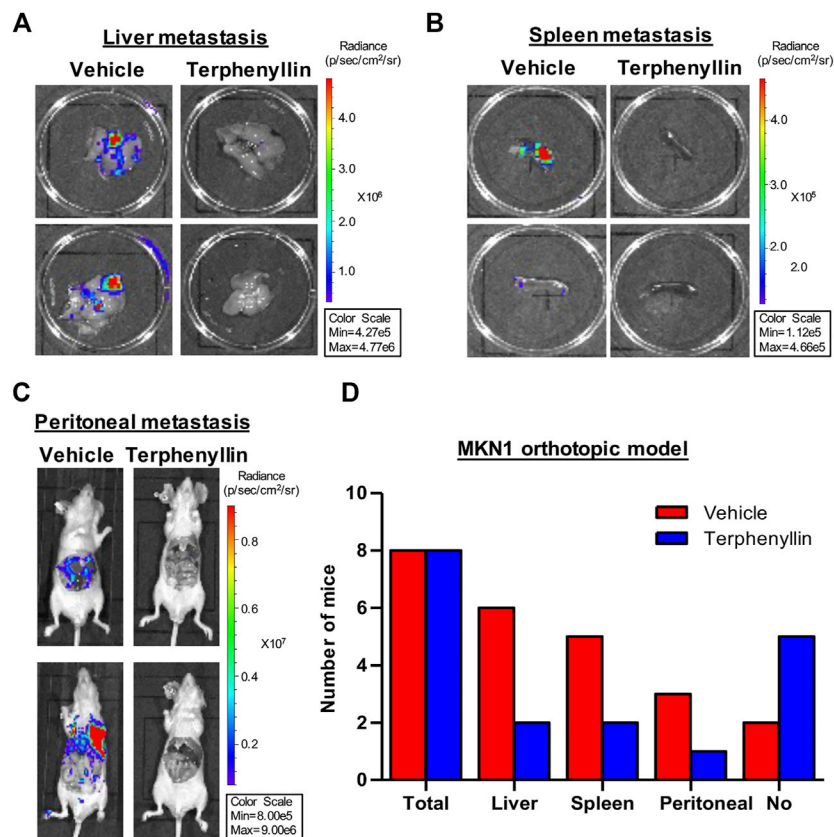 A
Liver metastasis
Vehicle Terphenyllin
Radiance
(p/sec/cm²/sr)
4.0
3.0
X10⁶
2.0
1.0
Color Scale
Min=4.27e5
Max=4.77e6
B
Spleen metastasis
Vehicle Terphenyllin
Radiance
(p/sec/cm²/sr)
4.0
3.0
X10⁵
2.0
2.0
Color Scale
Min=1.12e5
Max=4.66e5
C
Peritoneal metastasis
Vehicle Terphenyllin
Radiance
(p/sec/cm²/sr)
0.8
0.6
X10⁷
0.4
0.2
Color Scale
Min=8.00e5
Max=9.00e6
D
MKN1 orthotopic model
Vehicle
Terphenyllin
Number of mice
10
8
6
4
2
0
Total Liver Spleen Peritoneal No